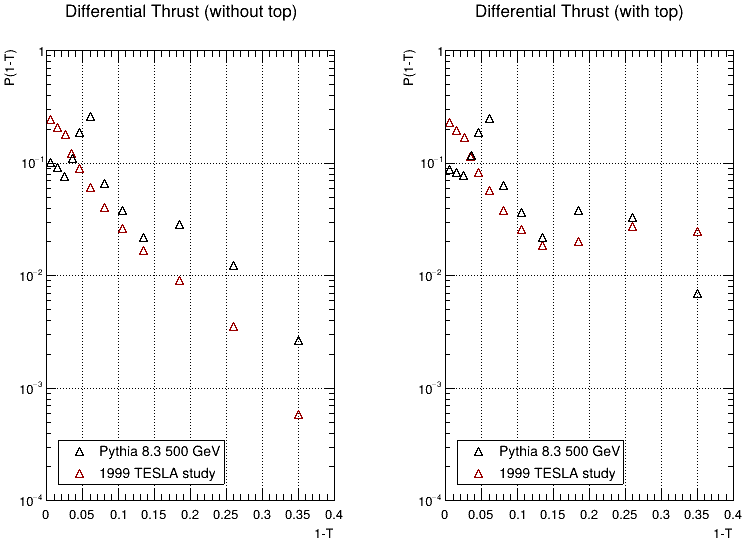 Differential Thrust (without top)
P(1-T)
1
10⁻¹
10⁻²
10⁻³
10⁻⁴
Pythia 8.3 500 GeV
1999 TESLA study
0 0.05 0.1 0.15 0.2 0.25 0.3 0.35 0.4
1-T
Differential Thrust (with top)
P(1-T)
1
10⁻¹
10⁻²
10⁻³
10⁻⁴
Pythia 8.3 500 GeV
1999 TESLA study
0 0.05 0.1 0.15 0.2 0.25 0.3 0.35 0.4
1-T